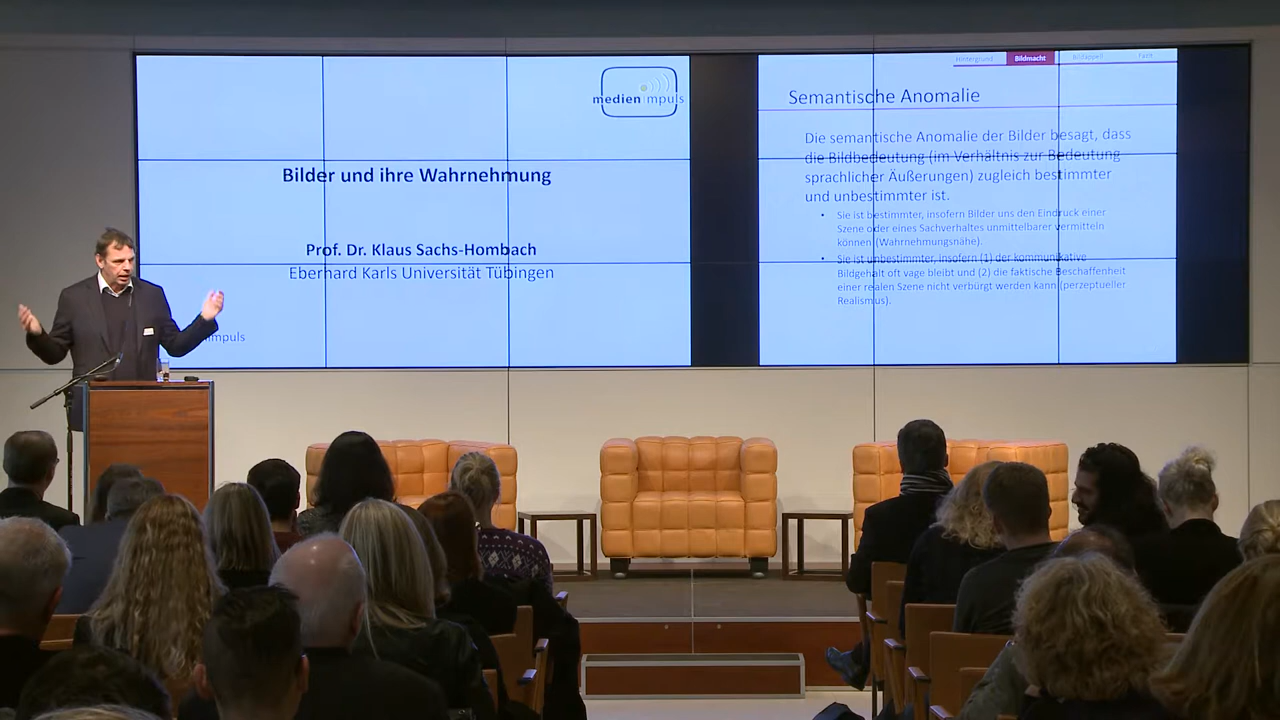 medienimpuls
Bilder und ihre Wahrnehmung
Prof. Dr. Klaus Sachs-Hombach
Eberhard Karls Universität Tübingen
impuls
Hintergrund Bildmacht Bildappell Fazit
Semantische Anomalie
Die semantische Anomalie der Bilder besagt, dass
die Bildbedeutung (im Verhältnis zur Bedeutung
sprachlicher Äußerungen) zugleich bestimmter
und unbestimmter ist.
• Sie ist bestimmter, insofern Bilder uns den Eindruck einer
Szene oder eines Sachverhaltes unmittelbarer vermitteln
können (Wahrnehmungsnähe).
• Sie ist unbestimmter, insofern (1) der kommunikative
Bildgehalt oft vage bleibt und (2) die faktische Beschaffenheit
einer realen Szene nicht verbürgt werden kann (perzeptueller
Realismus).